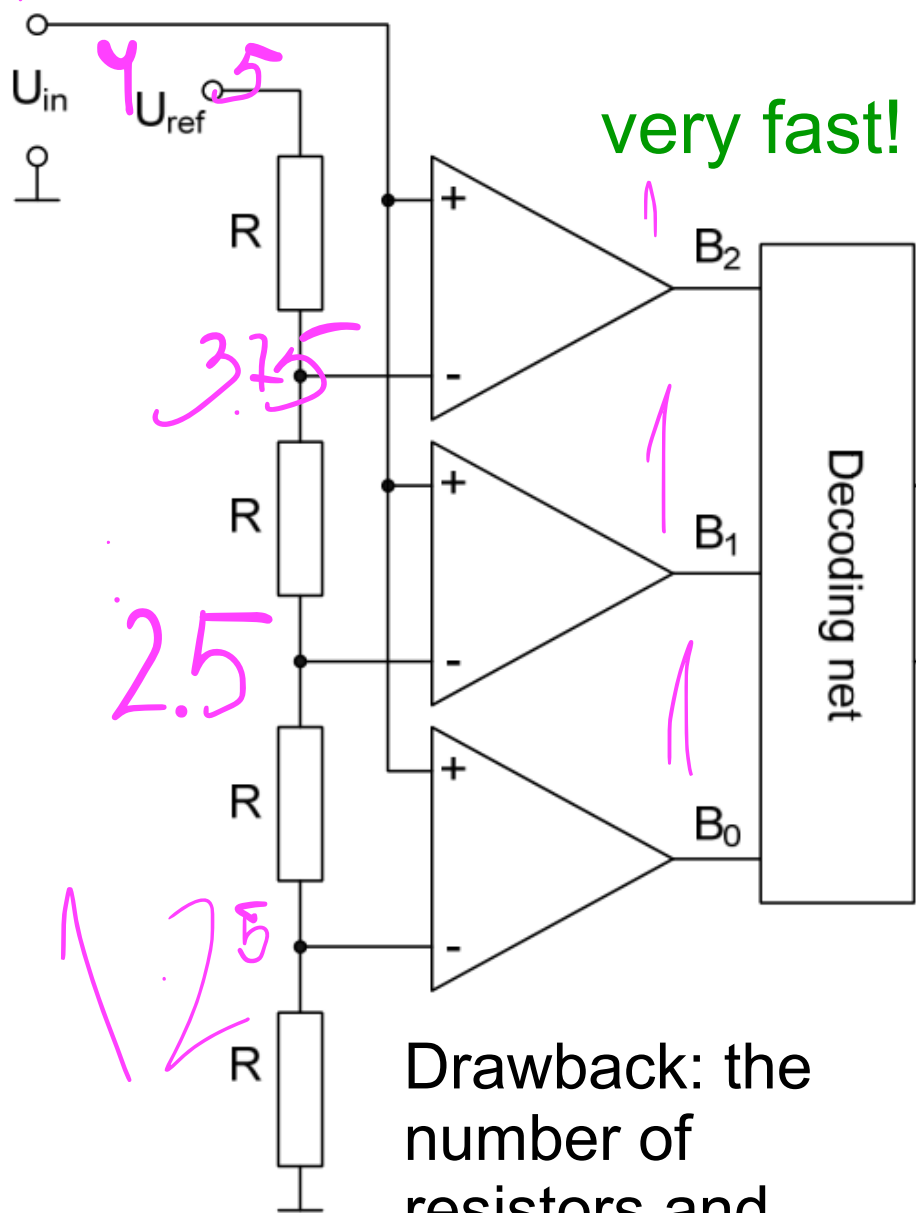 4
5
U_in
U_ref
very fast!
1
R
+
B_2
3.75
-
1
R
+
B_1
2.5
-
Decoding net
1
R
+
B_0
1.25
-
R
Drawback: the
number of
resistors and